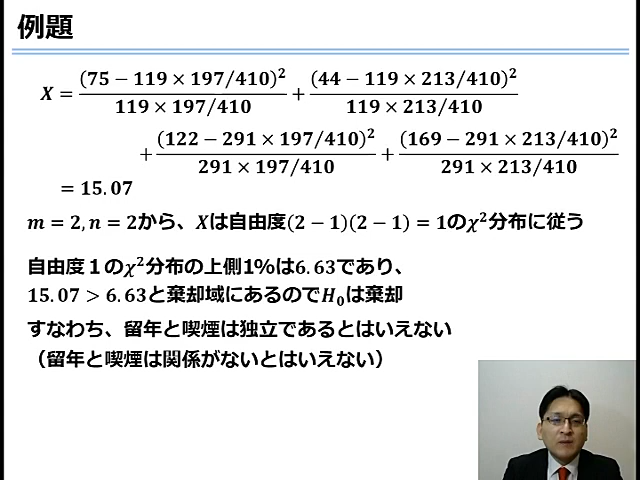 例題
X = (75 − 119 × 197/410)² / 119 × 197/410 + (44 − 119 × 213/410)² / 119 × 213/410
+ (122 − 291 × 197/410)² / 291 × 197/410 + (169 − 291 × 213/410)² / 291 × 213/410
= 15.07
m = 2, n = 2から、Xは自由度(2 − 1)(2 − 1) = 1のχ²分布に従う
自由度１のχ²分布の上側1%は6.63であり、
15.07 > 6.63と棄却域にあるのでH₀は棄却
すなわち、留年と喫煙は独立であるとはいえない
（留年と喫煙は関係がないとはいえない）